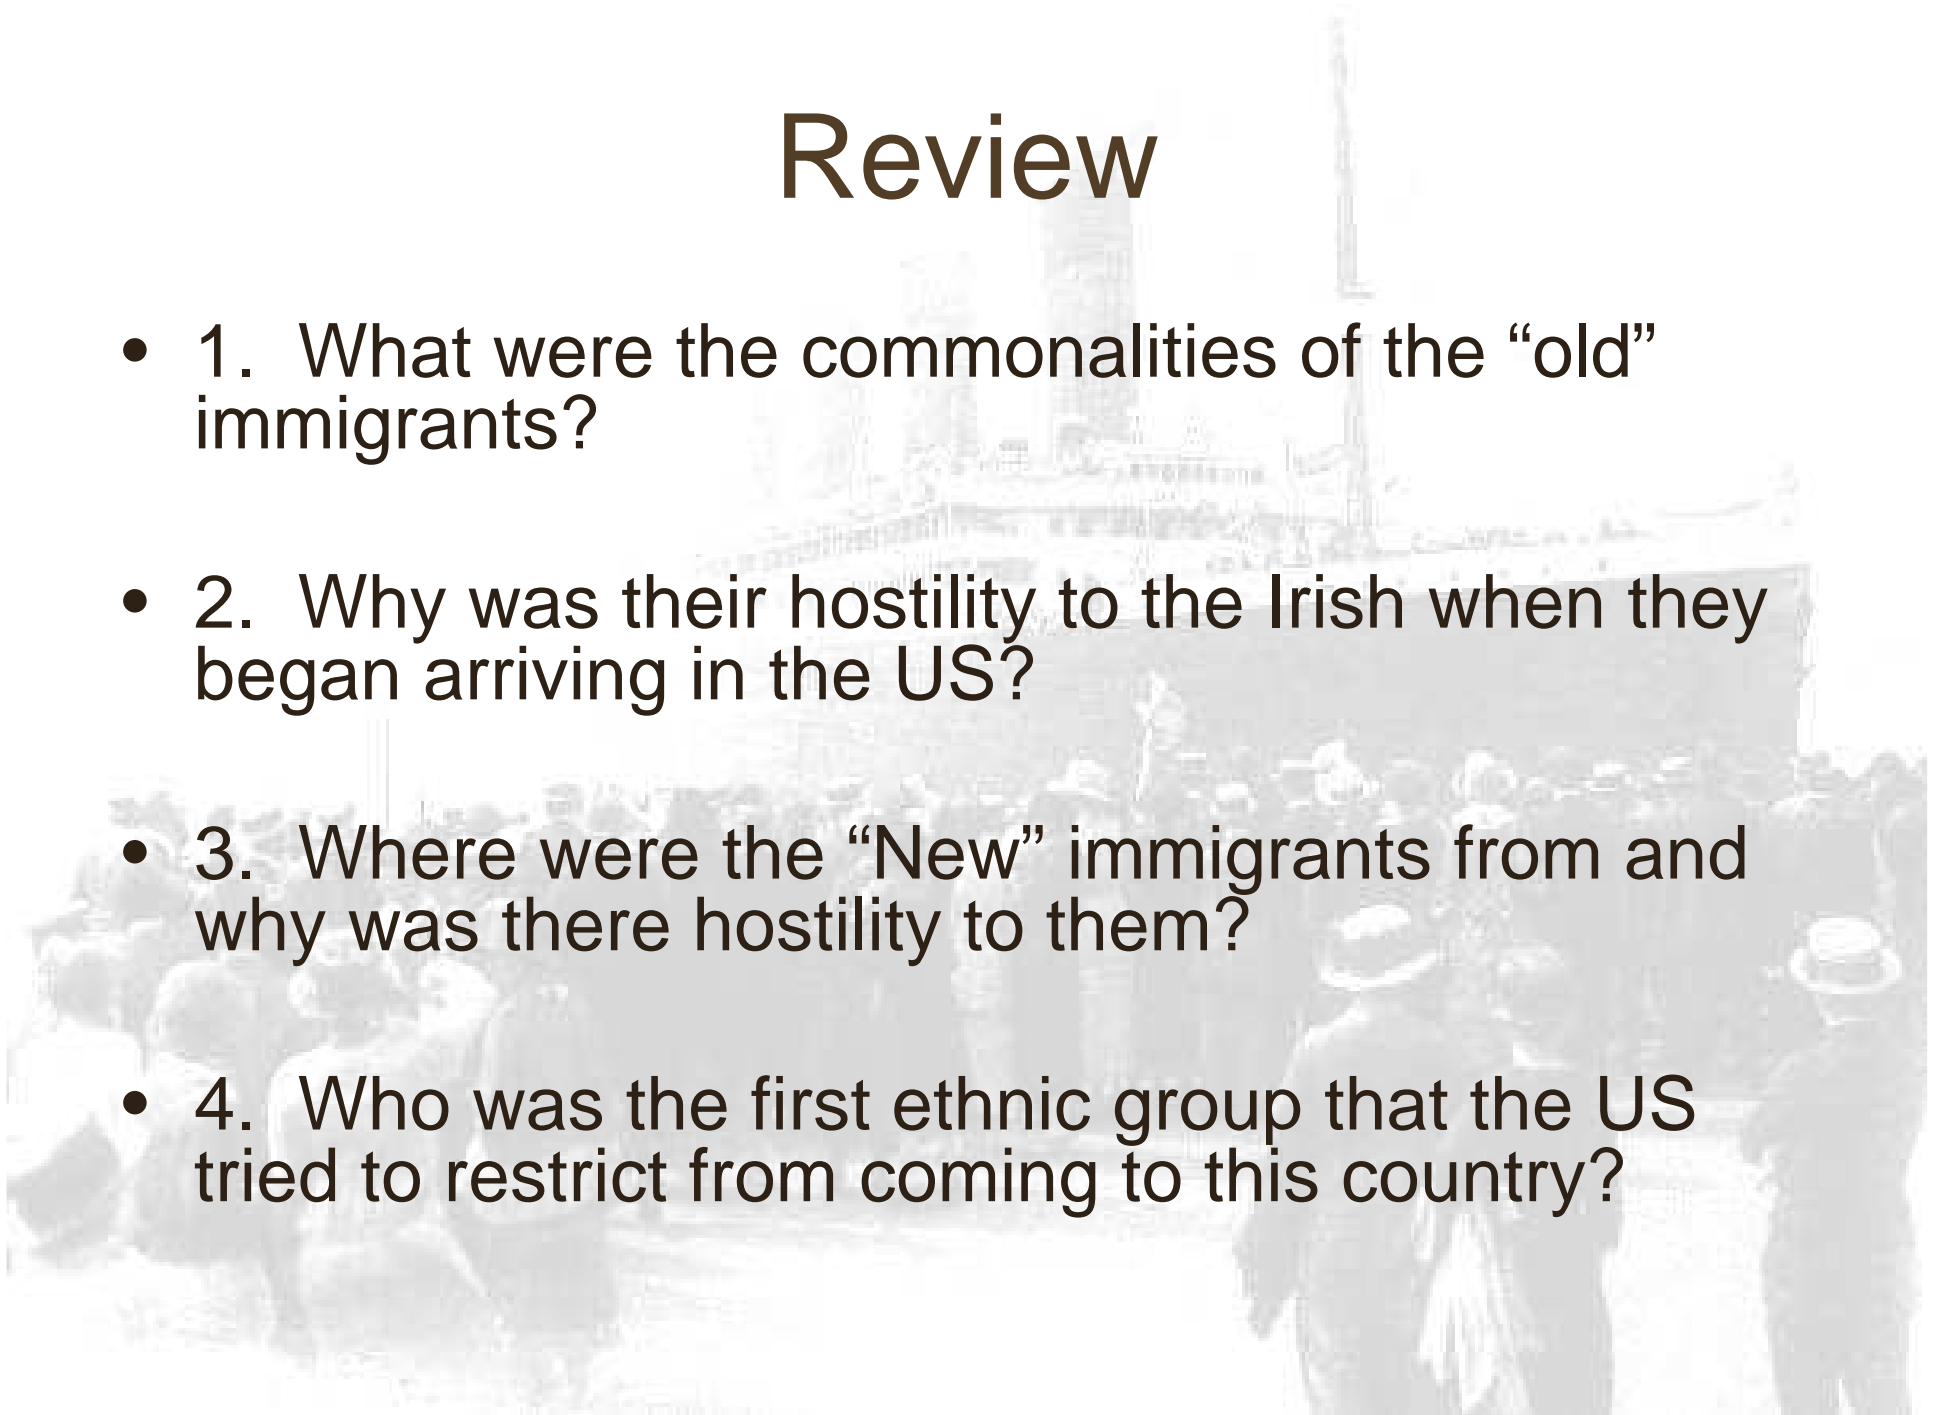 Review
• 1.  What were the commonalities of the “old”
immigrants?
• 2.  Why was their hostility to the Irish when they
began arriving in the US?
• 3.  Where were the “New” immigrants from and
why was there hostility to them?
• 4.  Who was the first ethnic group that the US
tried to restrict from coming to this country?